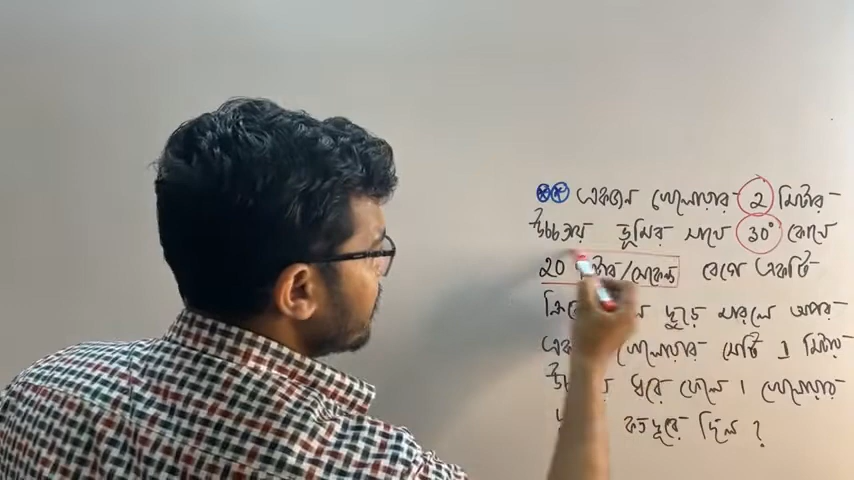 একজন খেলোয়ার 2 মিটার
উচ্চতায় ভূমির সাথে 30° কোনে
20 মিটার/সেকেন্ড বেগে একটি
ছুড়ে মারলে অপর
খেলোয়ার সেটি 1 মিটার
ধরে ফেলে । খেলোয়ার
কতদূরে ছিল ?